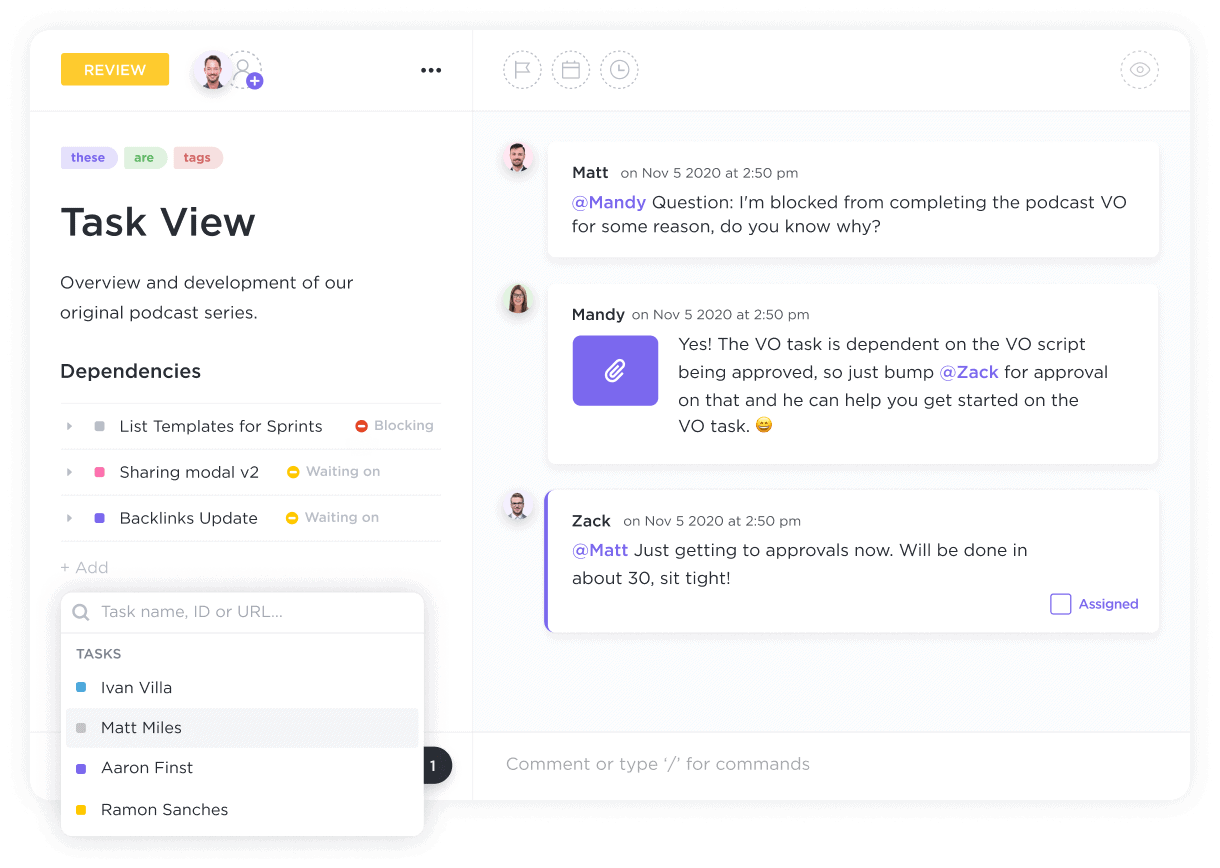 REVIEW
these are tags
Task View
Overview and development of our
original podcast series.
Dependencies
List Templates for Sprints Blocking
Sharing modal v2 Waiting on
Backlinks Update Waiting on
+ Add
Task name, ID or URL...
TASKS
Ivan Villa
Matt Miles
Aaron Finst
Ramon Sanches
1
Matt on Nov 5 2020 at 2:50 pm
@Mandy Question: I'm blocked from completing the podcast VO
for some reason, do you know why?
Mandy on Nov 5 2020 at 2:50 pm
Yes! The VO task is dependent on the VO script
being approved, so just bump @Zack for approval
on that and he can help you get started on the
VO task. 😄
Zack on Nov 5 2020 at 2:50 pm
@Matt Just getting to approvals now. Will be done in
about 30, sit tight!
Assigned
Comment or type ‘/’ for commands